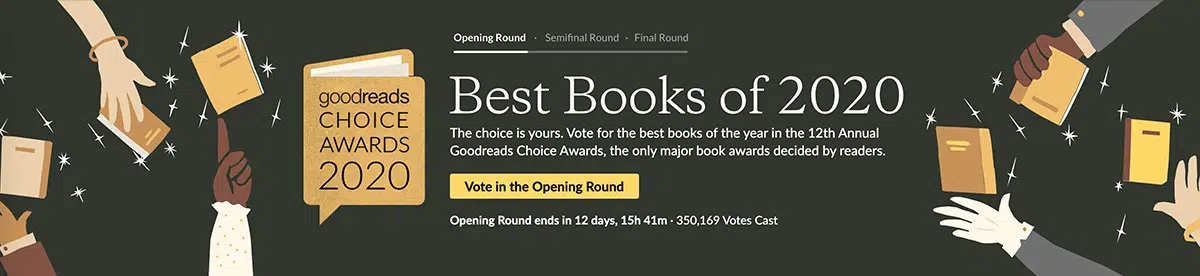 Opening Round · Semifinal Round · Final Round
goodreads
CHOICE
AWARDS
2020
Best Books of 2020
The choice is yours. Vote for the best books of the year in the 12th Annual
Goodreads Choice Awards, the only major book awards decided by readers.
Vote in the Opening Round
Opening Round ends in 12 days, 15h 41m · 350,169 Votes Cast